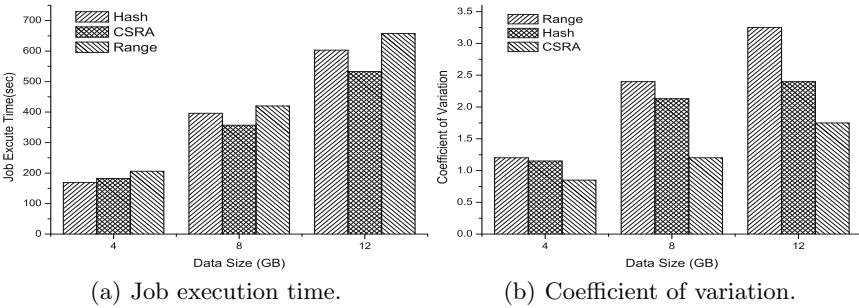 700
600
500
400
300
200
100
0
Job Excute Time(sec)
Hash
CSRA
Range
4 8 12
Data Size (GB)
(a) Job execution time.
3.5
3.0
2.5
2.0
1.5
1.0
0.5
0.0
Coefficient of Variation
Range
Hash
CSRA
4 8 12
Data Size (GB)
(b) Coefficient of variation.